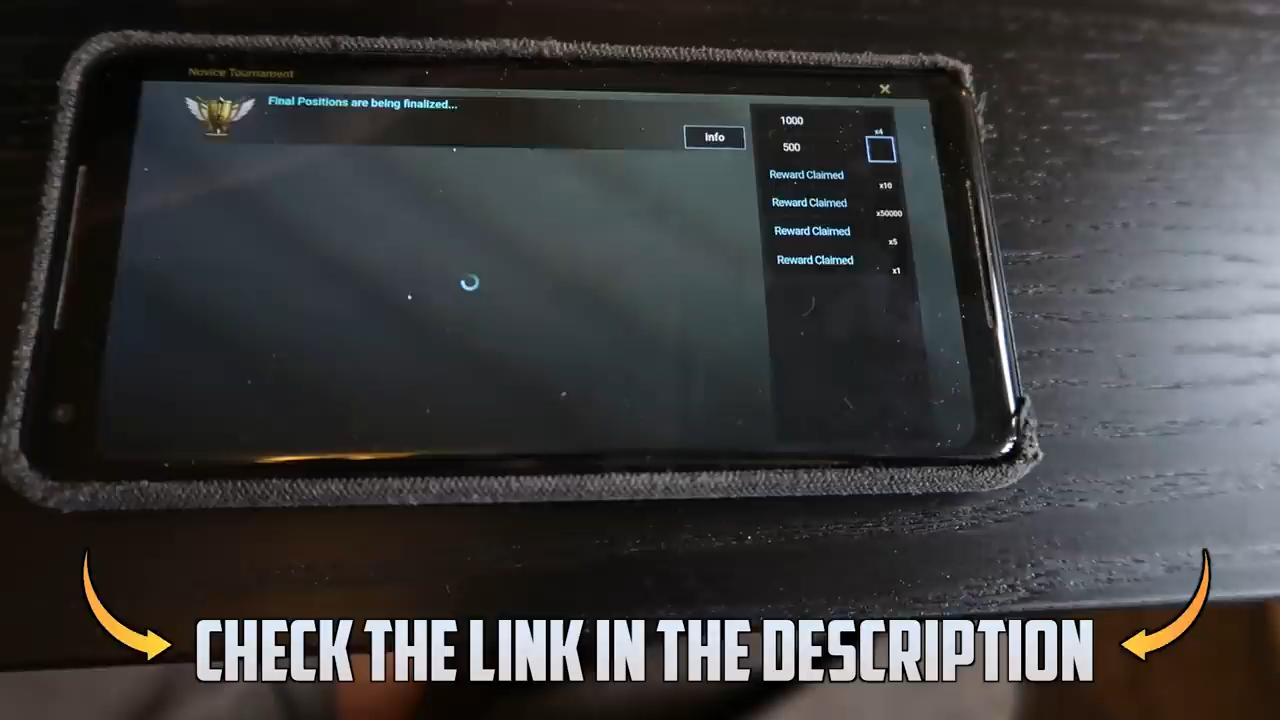 Novice Tournament
Final Positions are being finalized...
Info
1000
x4
500
Reward Claimed
x10
Reward Claimed
x50000
Reward Claimed
x5
Reward Claimed
x1
CHECK THE LINK IN THE DESCRIPTION